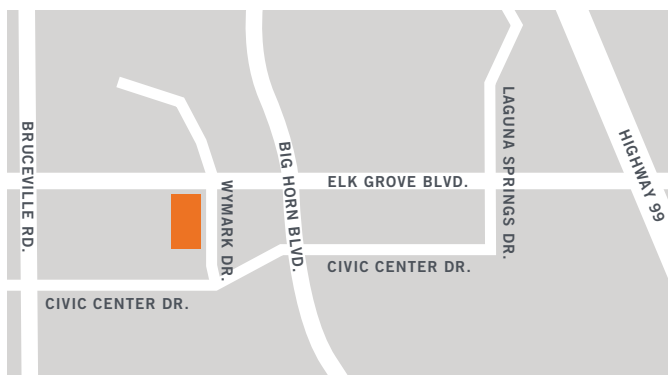 BRUCEVILLE RD.
WYMARK DR.
BIG HORN BLVD.
ELK GROVE BLVD.
LAGUNA SPRINGS DR.
HIGHWAY 99
CIVIC CENTER DR.
CIVIC CENTER DR.